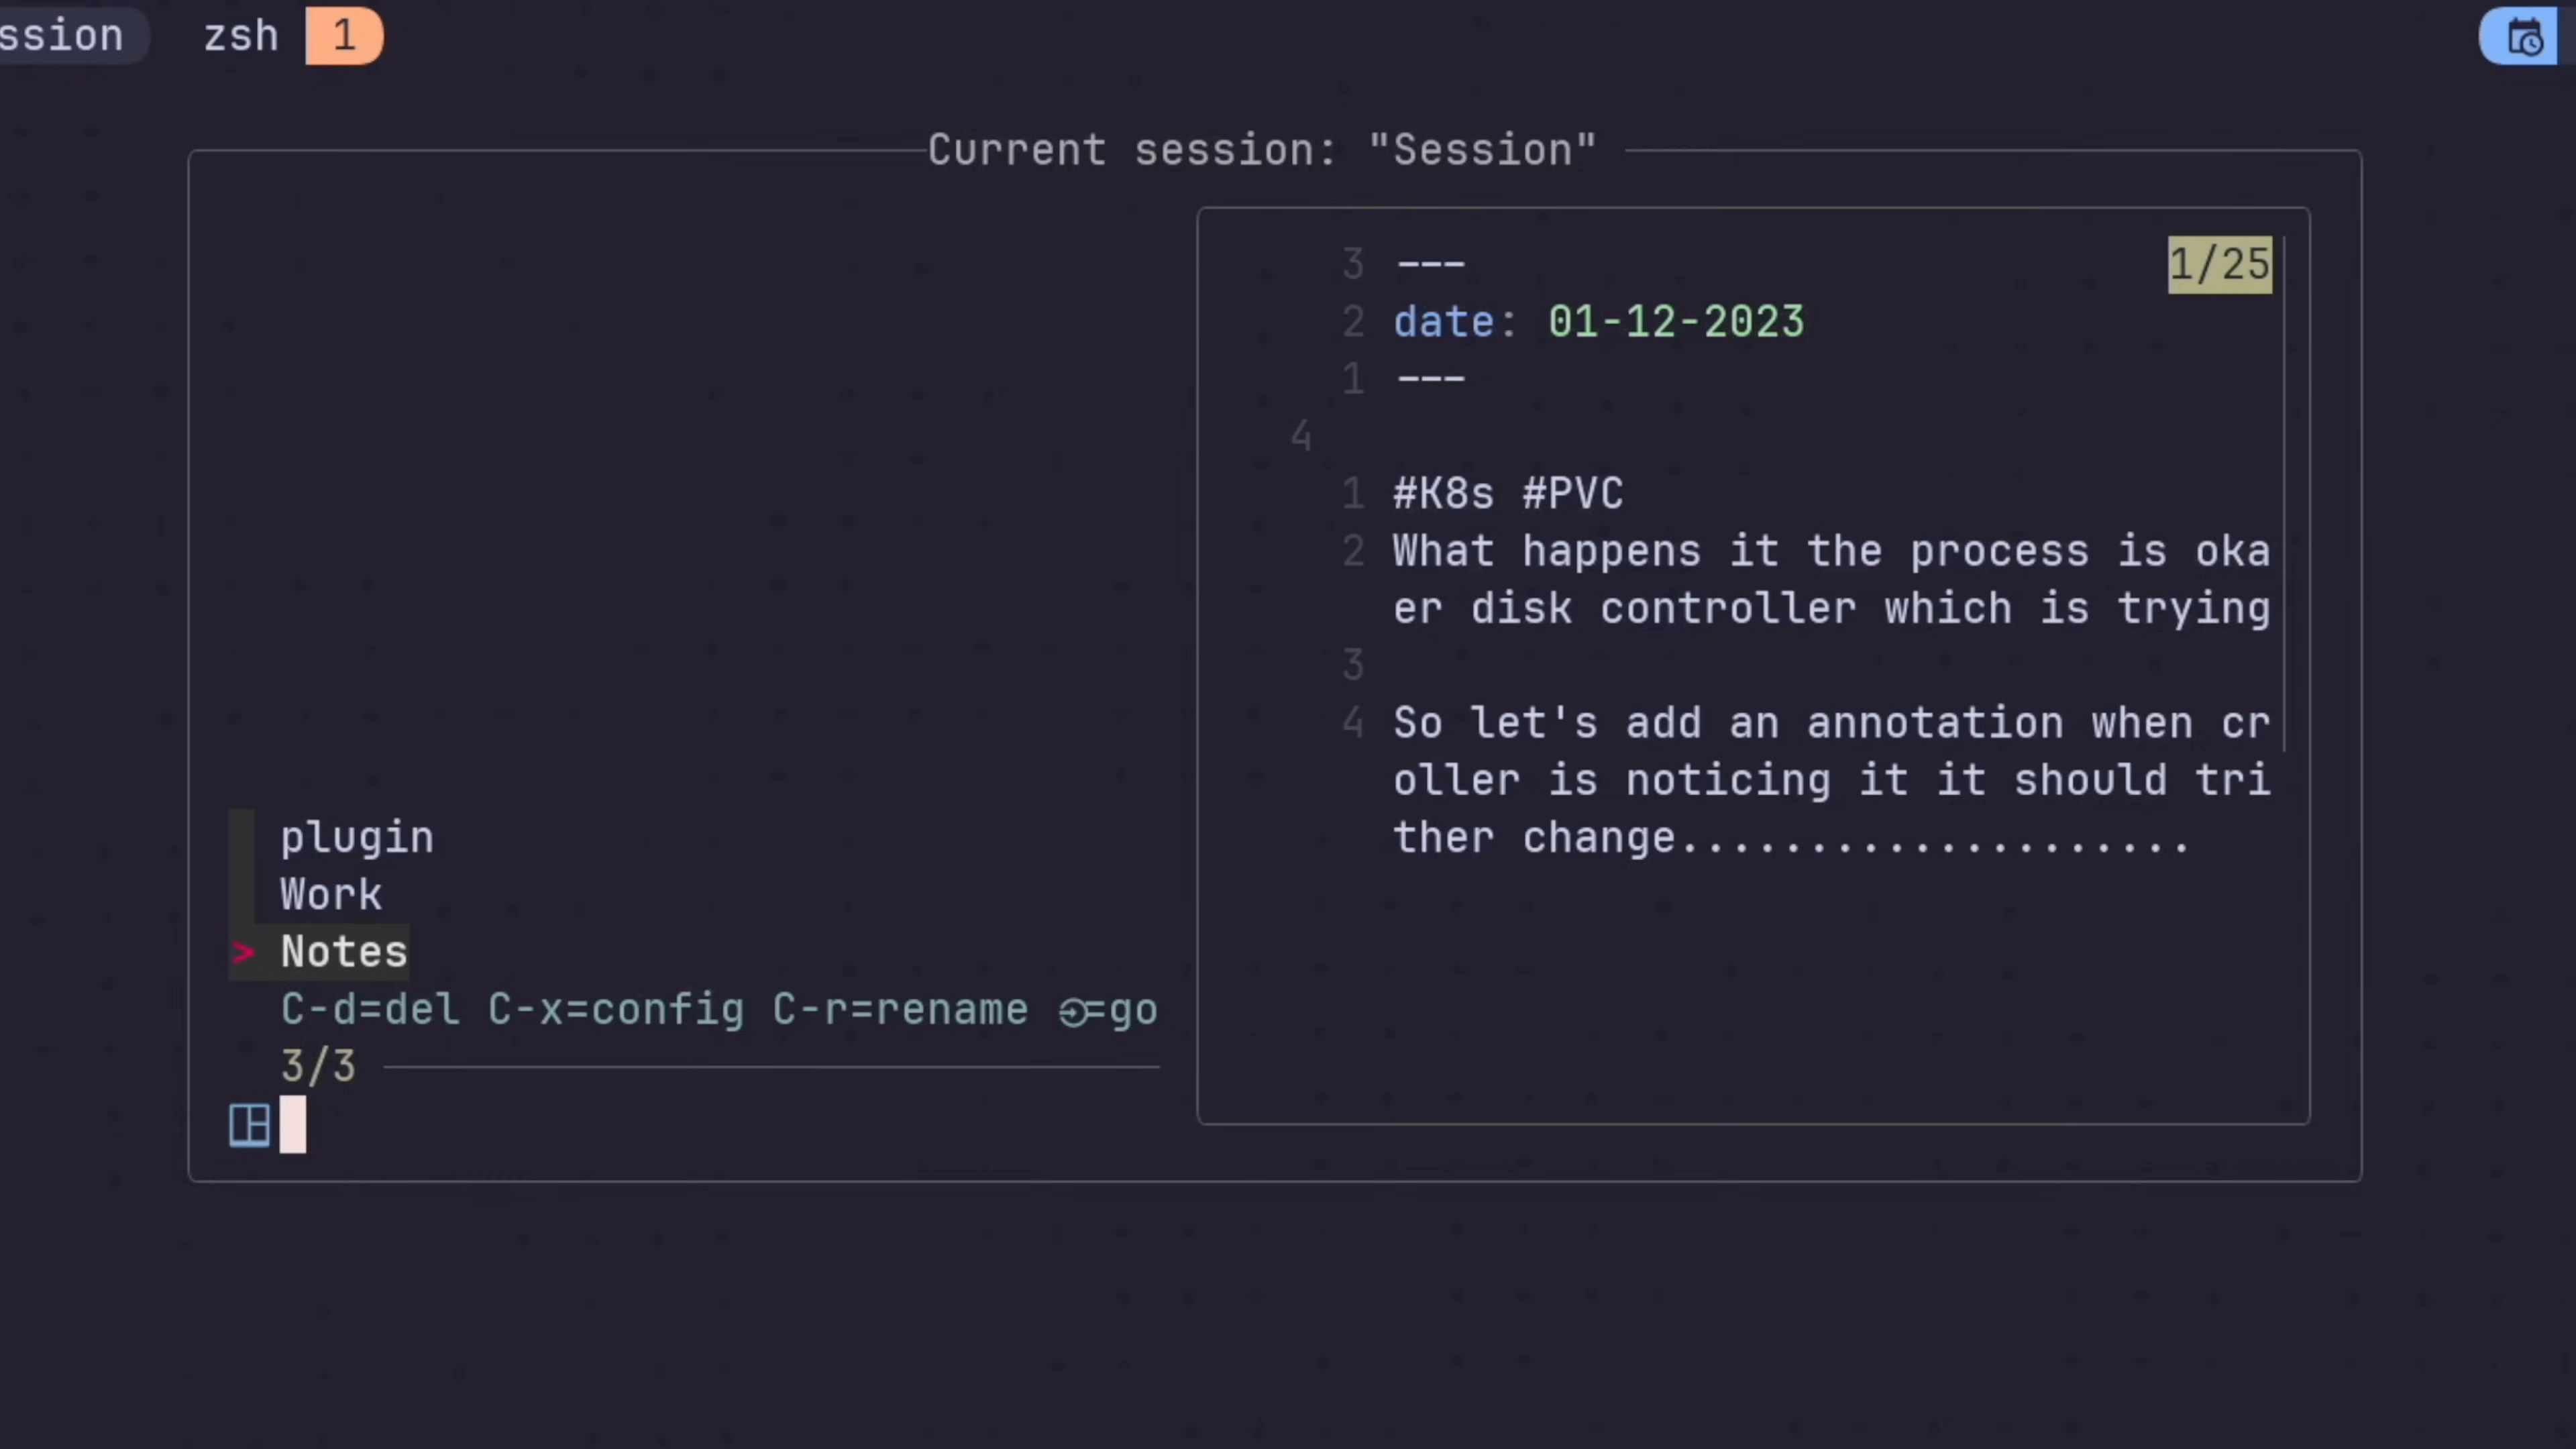 ssion zsh 1
Current session: "Session"
3 --- 1/25
2 date: 01-12-2023
1 ---
4
1 #K8s #PVC
2 What happens it the process is oka
er disk controller which is trying
3
4 So let's add an annotation when cr
oller is noticing it it should tri
ther change....................
plugin
Work
> Notes
C-d=del C-x=config C-r=rename =go
3/3